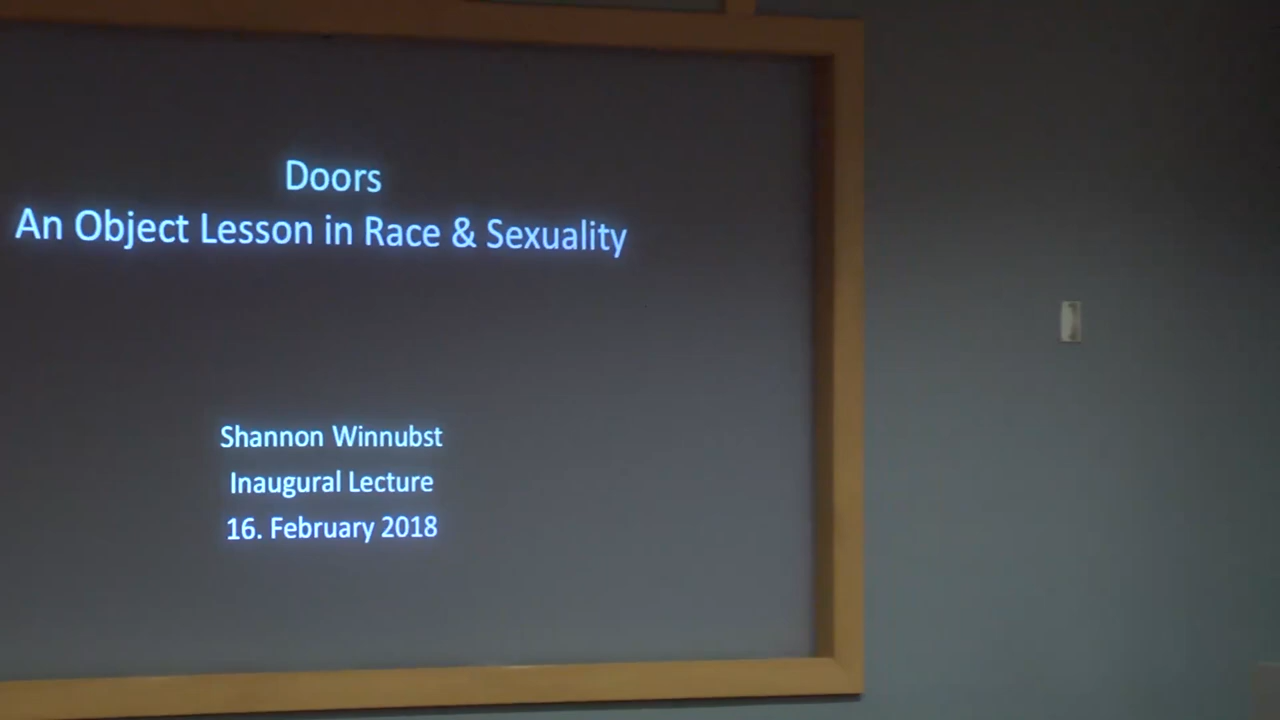 Doors
An Object Lesson in Race & Sexuality
Shannon Winnubst
Inaugural Lecture
16. February 2018